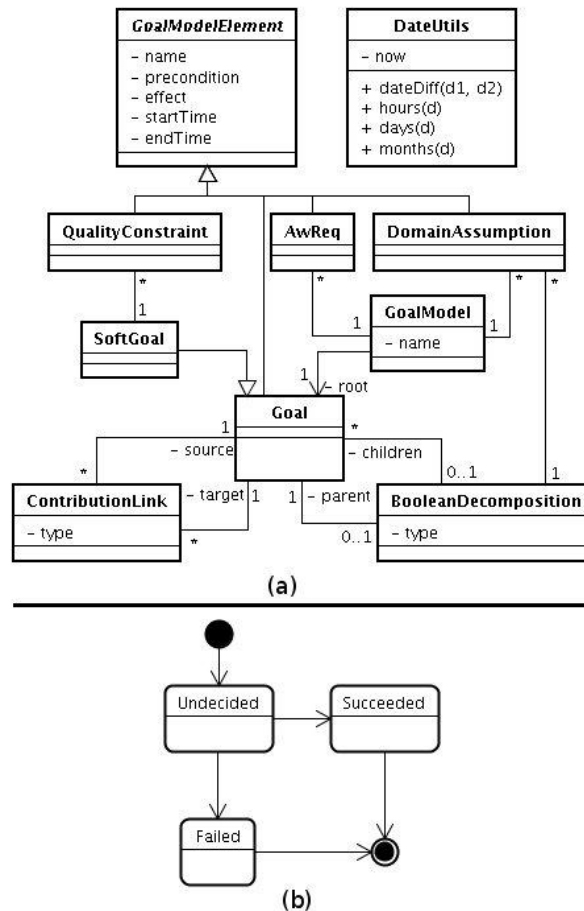 GoalModelElement
- name
- precondition
- effect
- startTime
- endTime
DateUtils
- now
+ dateDiff(d1, d2)
+ hours(d)
+ days(d)
+ months(d)
QualityConstraint
AwReq
DomainAssumption
*
1
*
1
*
1
*
SoftGoal
GoalModel
- name
1
- root
Goal
1
- source
*
- children
*
0..1
1
ContributionLink
- type
- target
1
*
1
- parent
0..1
BooleanDecomposition
- type
(a)
Undecided
Succeeded
Failed
(b)